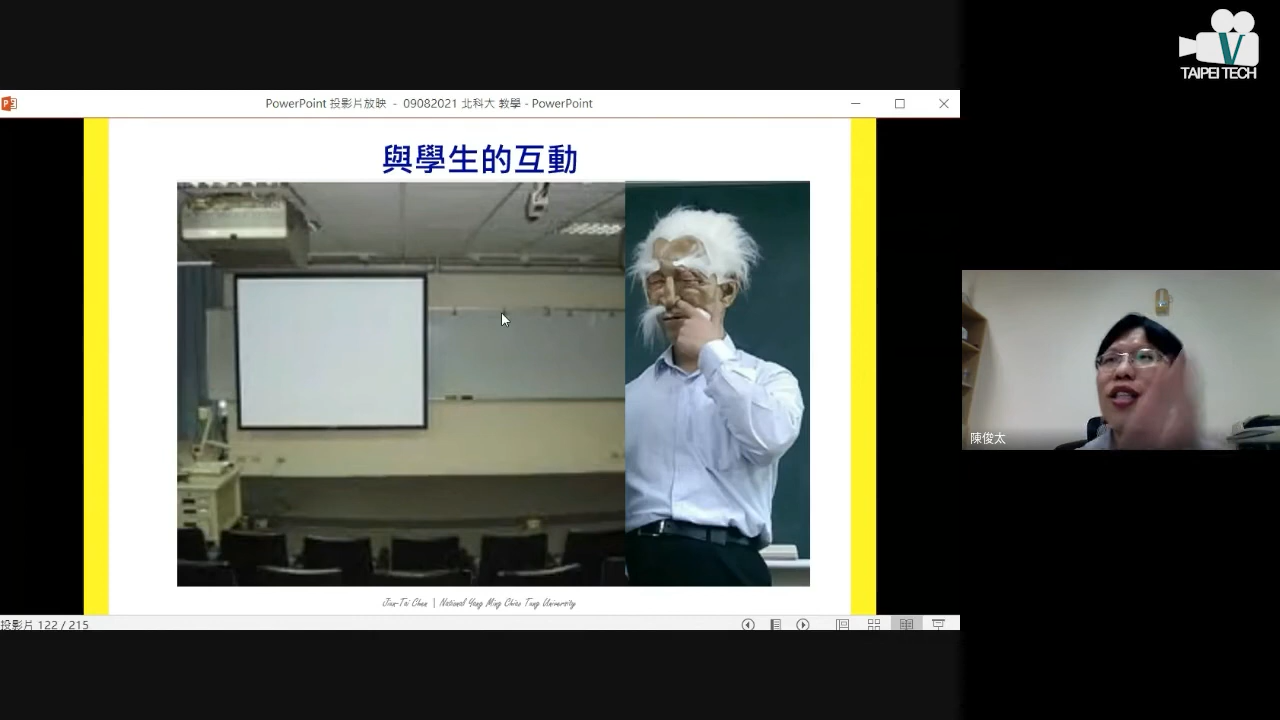 TAIPEI TECH
PowerPoint 投影片放映 - 09082021 北科大 教學 - PowerPoint
與學生的互動
陳俊太
Jiun-Tai Chen | National Yang Ming Chiao Tung University
投影片 122 / 215